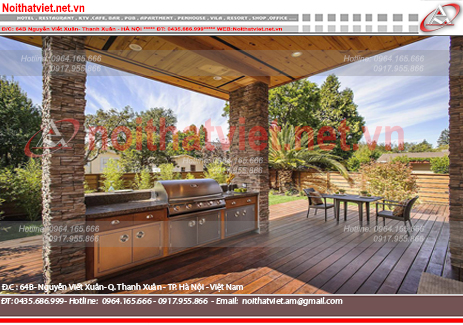 Noithatviet.net.vn
HOTEL . RESTAURANT . KTV .CAFE. BAR . PUB . APARTMENT . PENHOUSE . VILA . RESORT . SHOP .OFFICE ...
Đ/C: 64B Nguyễn Viết Xuân- Thanh Xuân - HÀ NỘI ***** ĐT: 0435.686.999***** WEB:Noithatviet.net.vn
Hotline: 0964.165.666
0917.955.866
Hotline: 0964.165.666
0917.955.866
noithatviet.net.vn
Hotline: 0964.165.666
0917.955.866
Hotline: 0964.165.666
0917.955.866
Hotline: 0964.165.666
0917.955.866
Noithatviet.net.vn
Đ.C : 64B- Nguyễn Viết Xuân- Q. Thanh Xuân - TP. Hà Nội - Việt Nam
ĐT: 0435.686.999- Hotline: 0964.165.666 - 0917.955.866 - Email: noithatviet.am@gmail.com